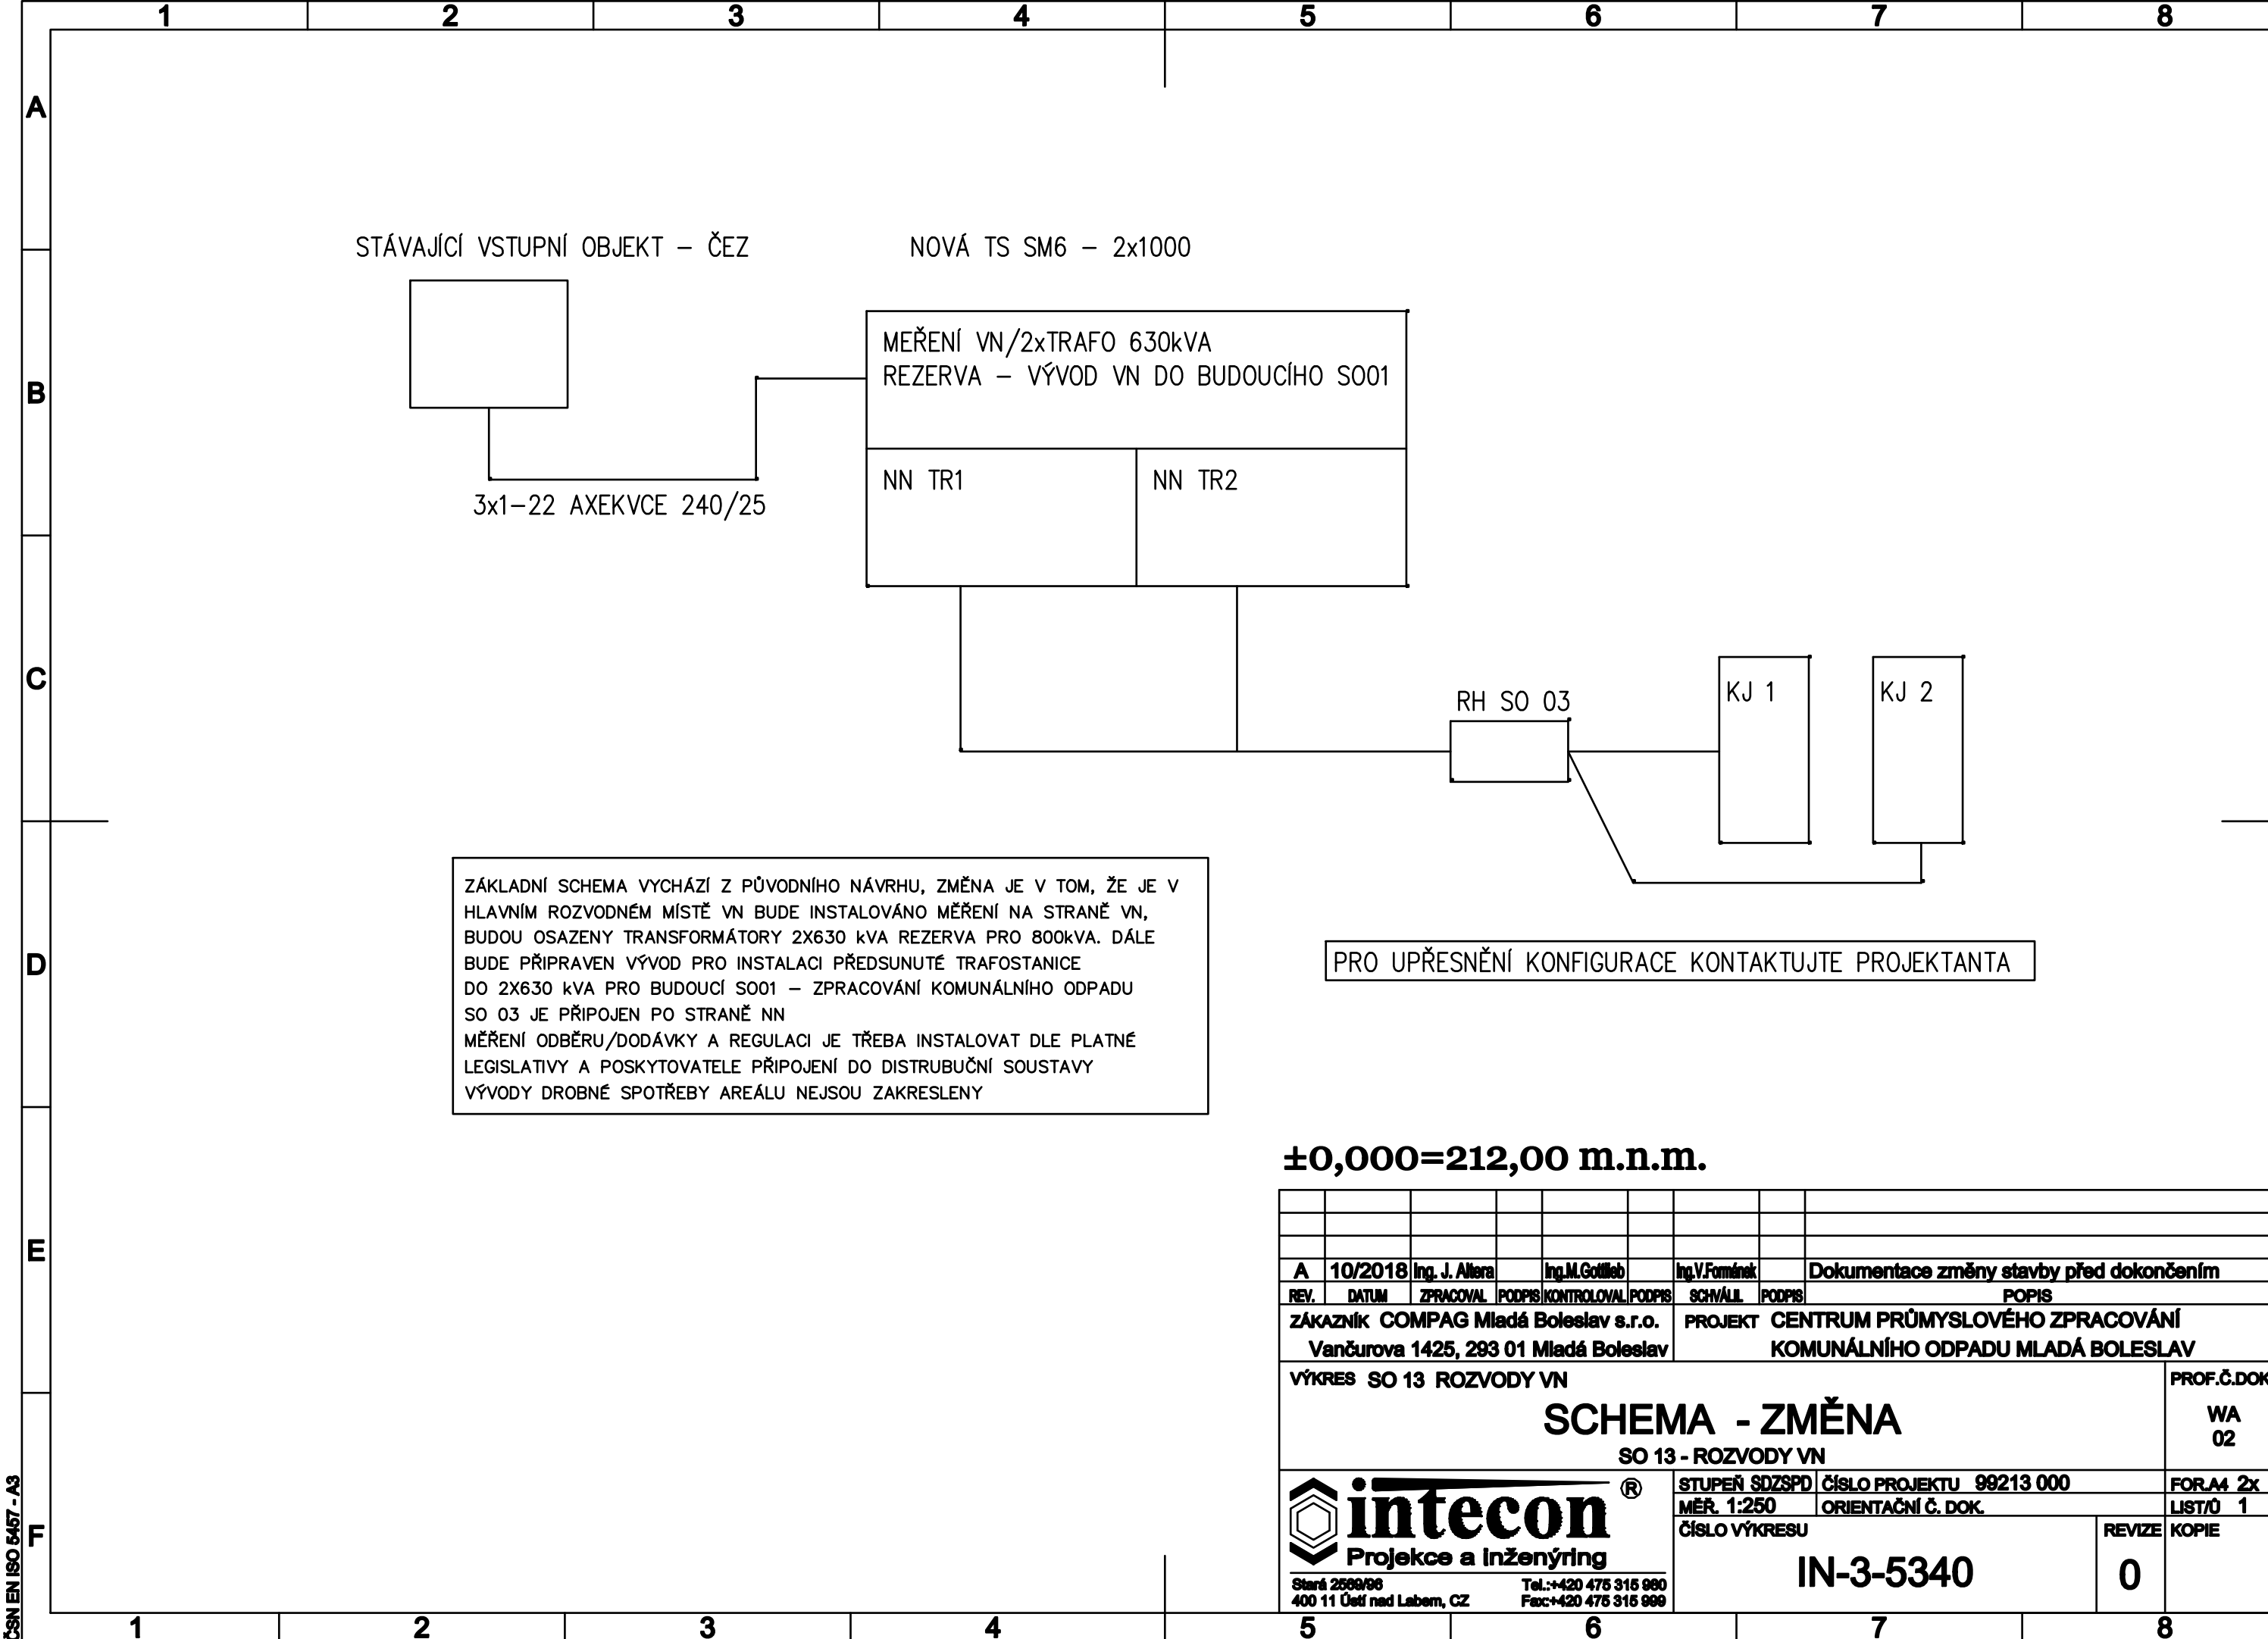 1 2 3 4 5 6 7 8
A
STÁVAJÍCÍ VSTUPNÍ OBJEKT – ČEZ
NOVÁ TS SM6 – 2x1000
MEŘENÍ VN/2xTRAFO 630kVA
REZERVA – VÝVOD VN DO BUDOUCÍHO SO01
B
NN TR1
NN TR2
3x1–22 AXEKVCE 240/25
C
RH SO 03
KJ 1
KJ 2
ZÁKLADNÍ SCHEMA VYCHÁZÍ Z PŮVODNÍHO NÁVRHU, ZMĚNA JE V TOM, ŽE JE V
HLAVNÍM ROZVODNÉM MÍSTĚ VN BUDE INSTALOVÁNO MĚŘENÍ NA STRANĚ VN,
BUDOU OSAZENY TRANSFORMÁTORY 2X630 kVA REZERVA PRO 800kVA. DÁLE
BUDE PŘIPRAVEN VÝVOD PRO INSTALACI PŘEDSUNUTÉ TRAFOSTANICE
DO 2X630 kVA PRO BUDOUCÍ SO01 – ZPRACOVÁNÍ KOMUNÁLNÍHO ODPADU
SO 03 JE PŘIPOJEN PO STRANĚ NN
MĚŘENÍ ODBĚRU/DODÁVKY A REGULACI JE TŘEBA INSTALOVAT DLE PLATNÉ
LEGISLATIVY A POSKYTOVATELE PŘIPOJENÍ DO DISTRUBUČNÍ SOUSTAVY
VÝVODY DROBNÉ SPOTŘEBY AREÁLU NEJSOU ZAKRESLENY
D
PRO UPŘESNĚNÍ KONFIGURACE KONTAKTUJTE PROJEKTANTA
±0,000=212,00 m.n.m.
E
A 10/2018 Ing. J. Altera Ing.M.Gottlieb Ing.V.Formánek Dokumentace změny stavby před dokončením
REV. DATUM ZPRACOVAL PODPIS KONTROLOVAL PODPIS SCHVÁLIL PODPIS POPIS
ZÁKAZNÍK COMPAG Mladá Boleslav s.r.o.
Vančurova 1425, 293 01 Mladá Boleslav
PROJEKT CENTRUM PRŮMYSLOVÉHO ZPRACOVÁNÍ
KOMUNÁLNÍHO ODPADU MLADÁ BOLESLAV
VÝKRES SO 13 ROZVODY VN
SCHEMA - ZMĚNA
SO 13 - ROZVODY VN
PROF.Č.DOK
WA
02
intecon ®
Projekce a inženýring
Stará 2569/96
400 11 Ústí nad Labem, CZ
Tel.:+420 475 315 980
Fax:+420 475 315 999
STUPEŇ SDZSPD ČÍSLO PROJEKTU 99213 000 FOR.A4 2x
MĚŘ. 1:250 ORIENTAČNÍ Č. DOK. LIST/Ů 1
ČÍSLO VÝKRESU REVIZE KOPIE
IN-3-5340 0
F
ČSN EN ISO 5457 - A3
1 2 3 4 5 6 7 8